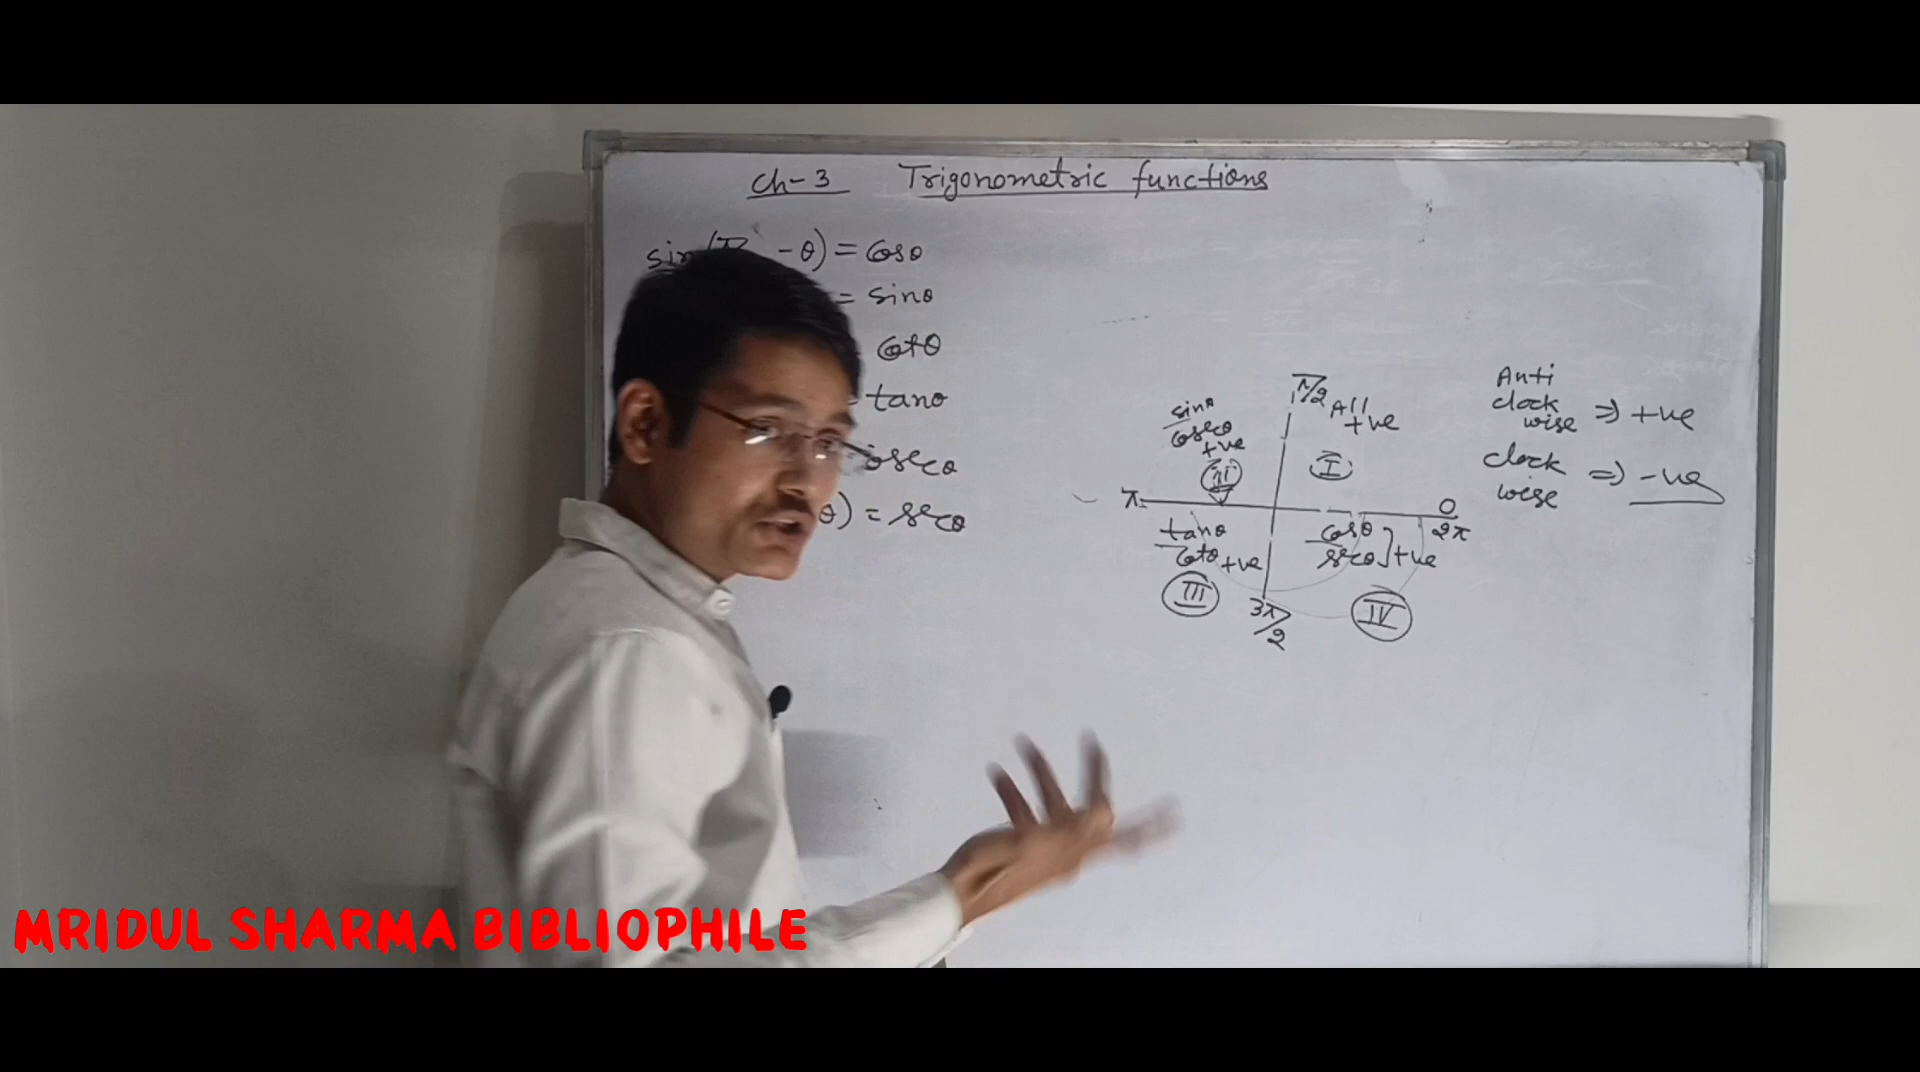 Ch-3 Trigonometric functions
sin(π -θ) = cosθ
= sinθ
cotθ
= tanθ
cosecθ
θ) = secθ
π/2
All
+ve
sinθ
cosecθ
+ve
II
I
π
0
2π
tanθ
cotθ +ve
III
cosθ
secθ] +ve
IV
3π/2
Anti
clock
wise ⇒ +ve
clock
wise ⇒ -ve
MRIDUL SHARMA BIBLIOPHILE